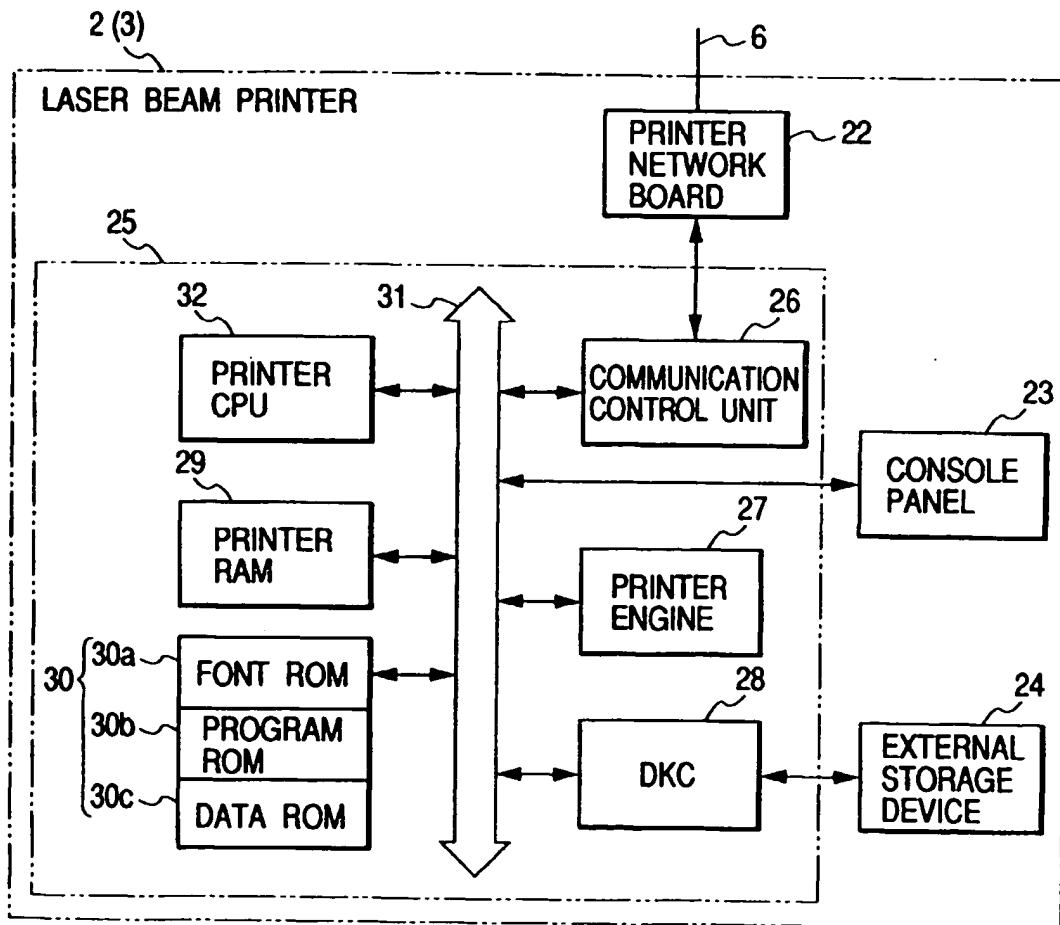 2 (3)
6
LASER BEAM PRINTER
PRINTER
NETWORK
BOARD
22
25
32
31
26
PRINTER
CPU
COMMUNICATION
CONTROL UNIT
23
CONSOLE
PANEL
29
PRINTER
RAM
27
PRINTER
ENGINE
30
30a
FONT ROM
30b
PROGRAM
ROM
30c
DATA ROM
28
DKC
24
EXTERNAL
STORAGE
DEVICE